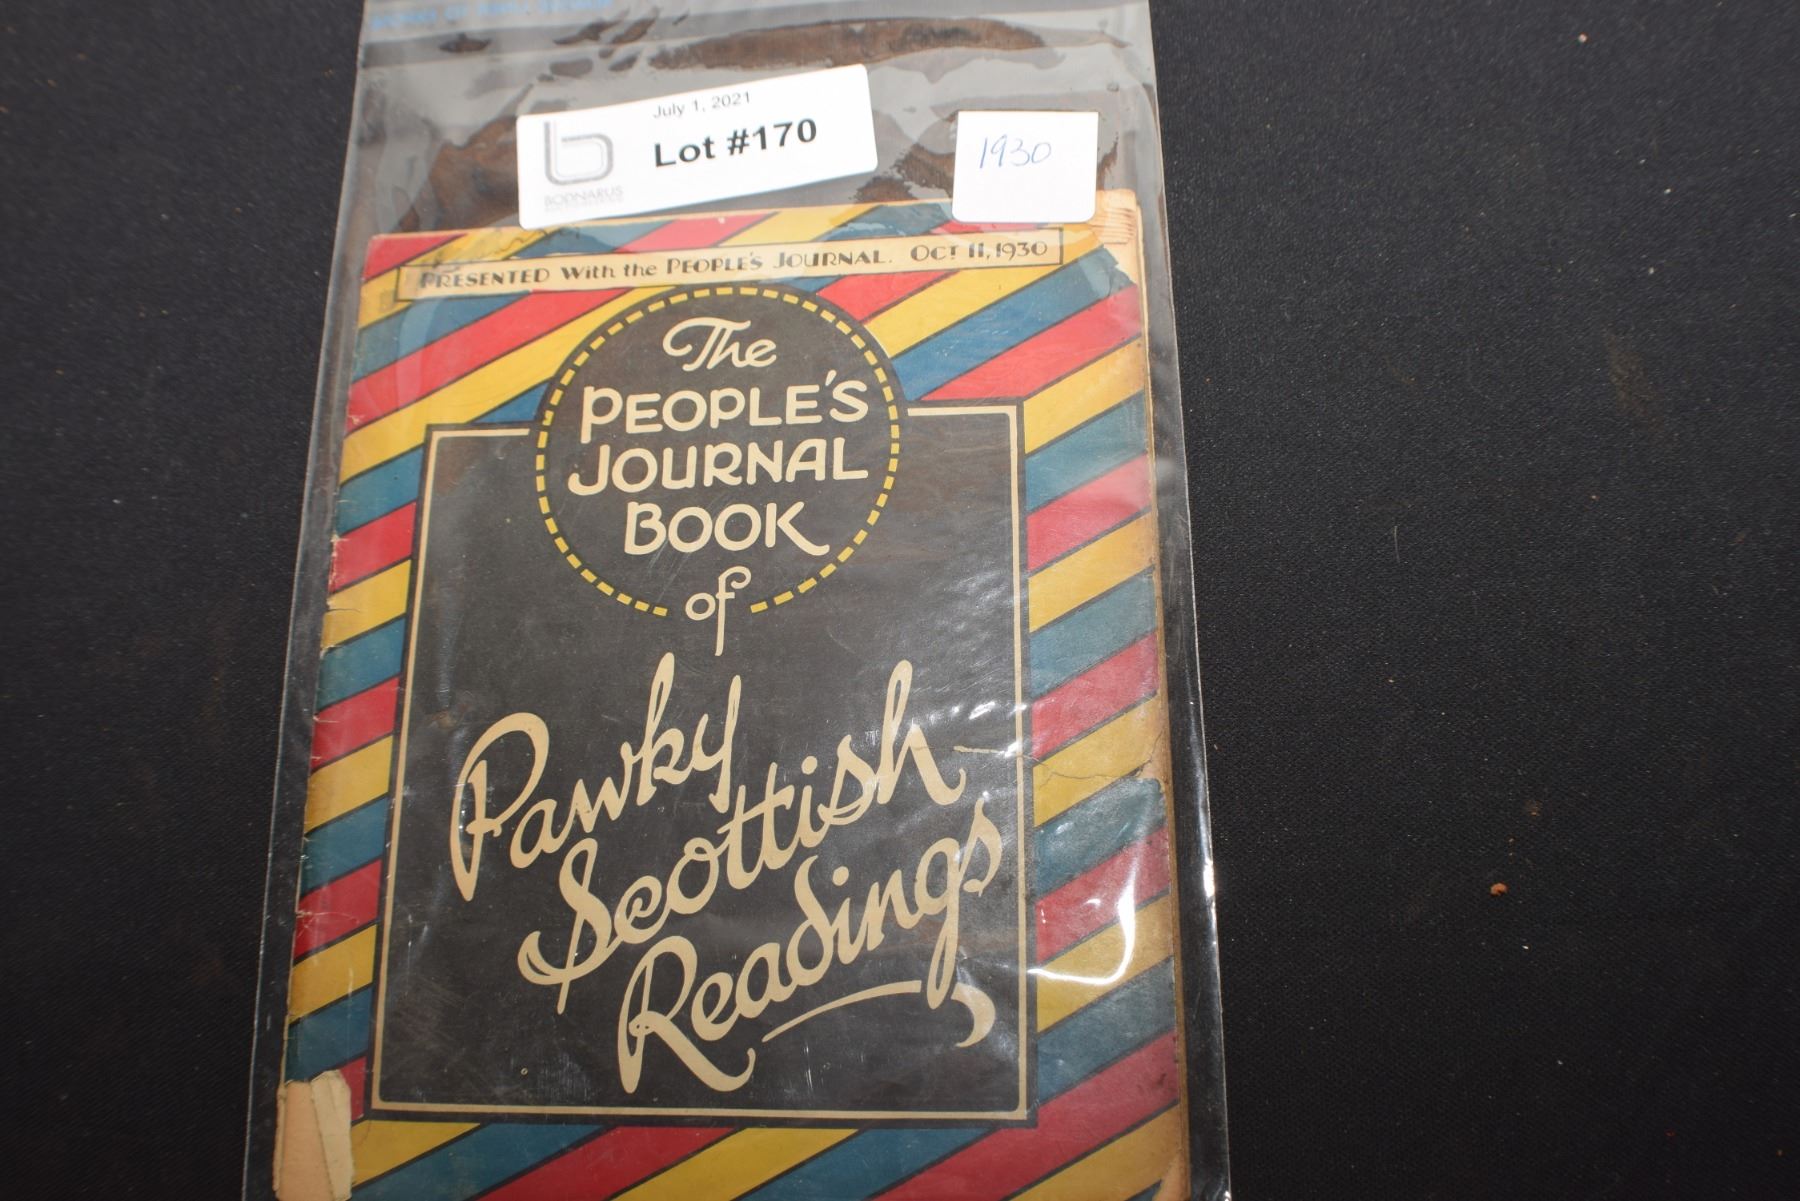 July 1, 2021
Lot #170
BODNARUS
1930
PRESENTED With the PEOPLE'S JOURNAL. OCT 11, 1930
The
PEOPLE'S
JOURNAL
BOOK
of
Pawky
Scottish
Readings